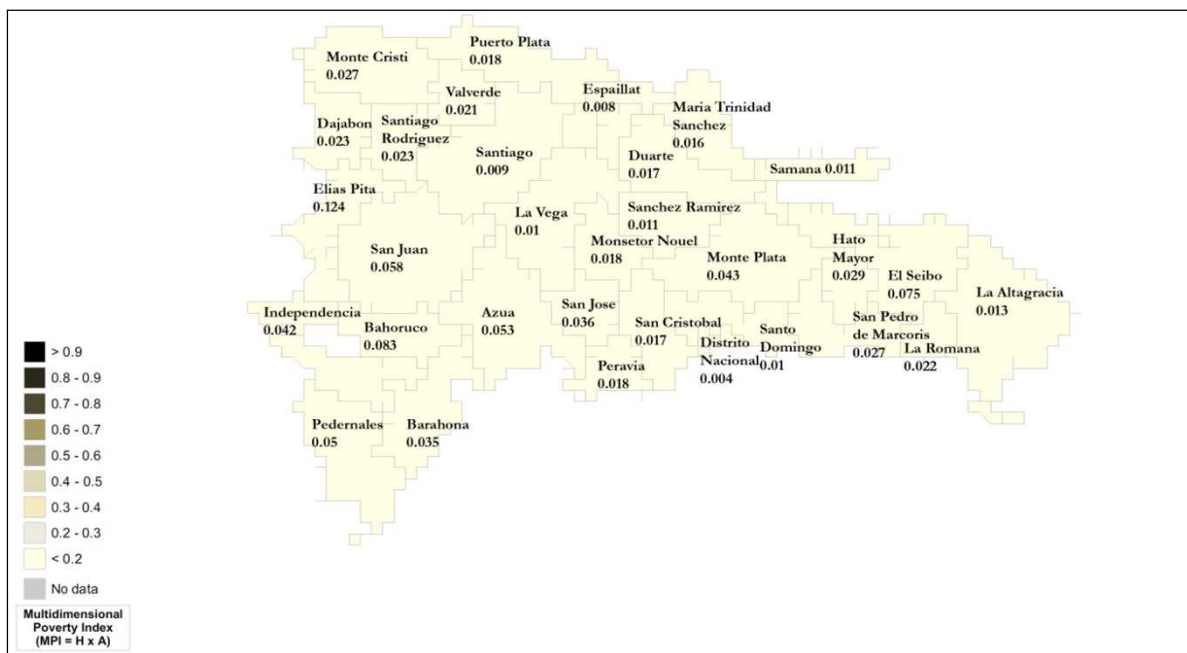 Puerto Plata
0.018
Monte Cristi
0.027
Valverde
0.021
Espaillat
0.008
Maria Trinidad
Sanchez
0.016
Dajabon
0.023
Santiago
Rodriguez
0.023
Santiago
0.009
Duarte
0.017
Samana 0.011
Elias Pita
0.124
La Vega
0.01
Sanchez Ramirez
0.011
San Juan
0.058
Monsetor Nouel
0.018
Monte Plata
0.043
Hato
Mayor
0.029
El Seibo
0.075
La Altagracia
0.013
Independencia
0.042
Bahoruco
0.083
Azua
0.053
San Jose
0.036
San Cristobal
0.017
Distrito
Nacional
0.004
Santo
Domingo
0.01
San Pedro
de Marcoris
0.027
La Romana
0.022
Peravia
0.018
Pedernales
0.05
Barahona
0.035
> 0.9
0.8 - 0.9
0.7 - 0.8
0.6 - 0.7
0.5 - 0.6
0.4 - 0.5
0.3 - 0.4
0.2 - 0.3
< 0.2
No data
Multidimensional
Poverty Index
(MPI = H x A)